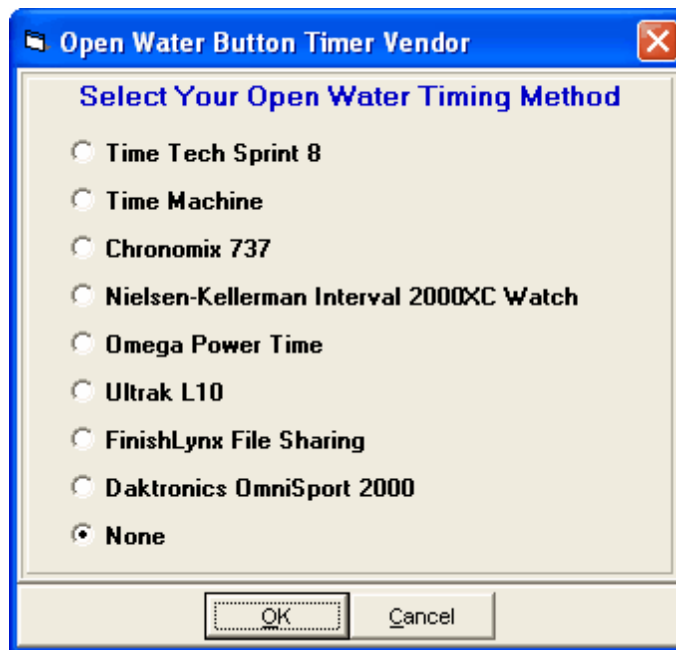 Open Water Button Timer Vendor
Select Your Open Water Timing Method
Time Tech Sprint 8
Time Machine
Chronomix 737
Nielsen-Kellerman Interval 2000XC Watch
Omega Power Time
Ultrak L10
FinishLynx File Sharing
Daktronics OmniSport 2000
None
OK Cancel